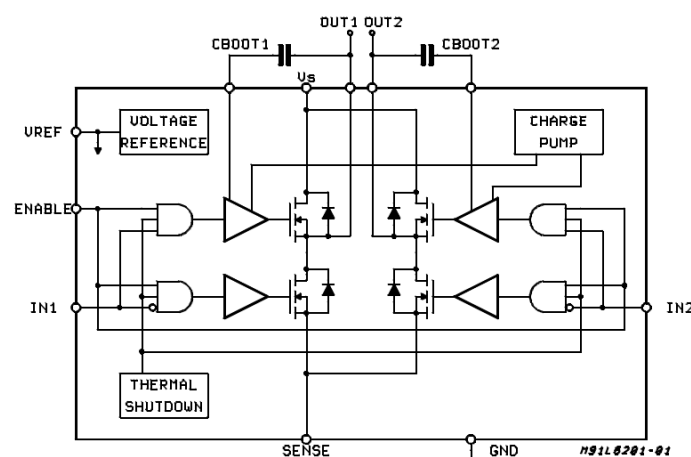 OUT1 OUT2
CBOOT1
CBOOT2
Vs
VREF
VOLTAGE
REFERENCE
CHARGE
PUMP
ENABLE
IN1
IN2
THERMAL
SHUTDOWN
SENSE
GND
M91L6201-01